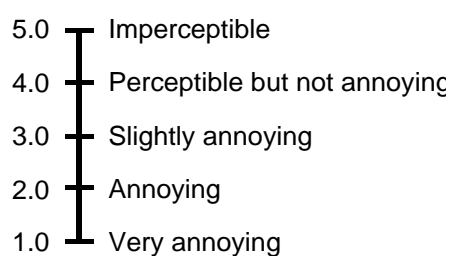 5.0 Imperceptible
4.0 Perceptible but not annoying
3.0 Slightly annoying
2.0 Annoying
1.0 Very annoying